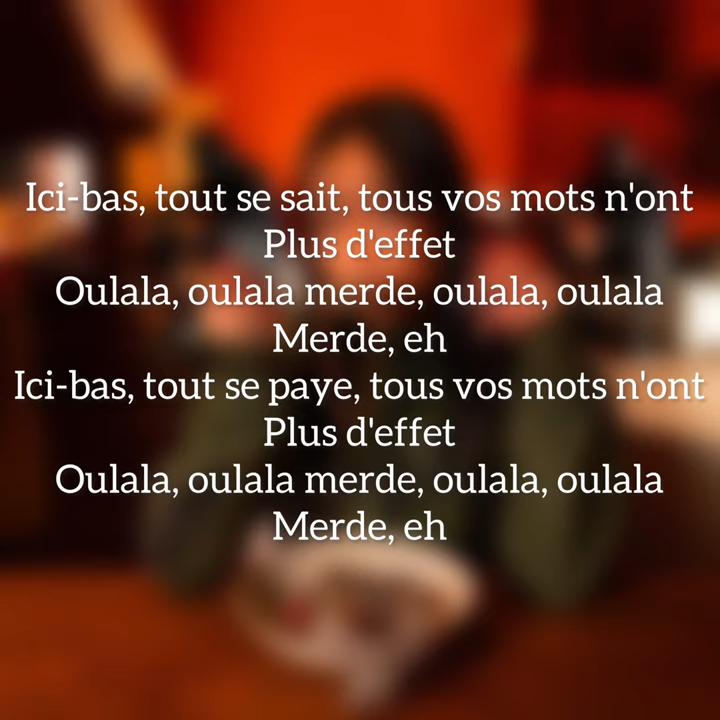 Ici-bas, tout se sait, tous vos mots n'ont
Plus d'effet
Oulala, oulala merde, oulala, oulala
Merde, eh
Ici-bas, tout se paye, tous vos mots n'ont
Plus d'effet
Oulala, oulala merde, oulala, oulala
Merde, eh